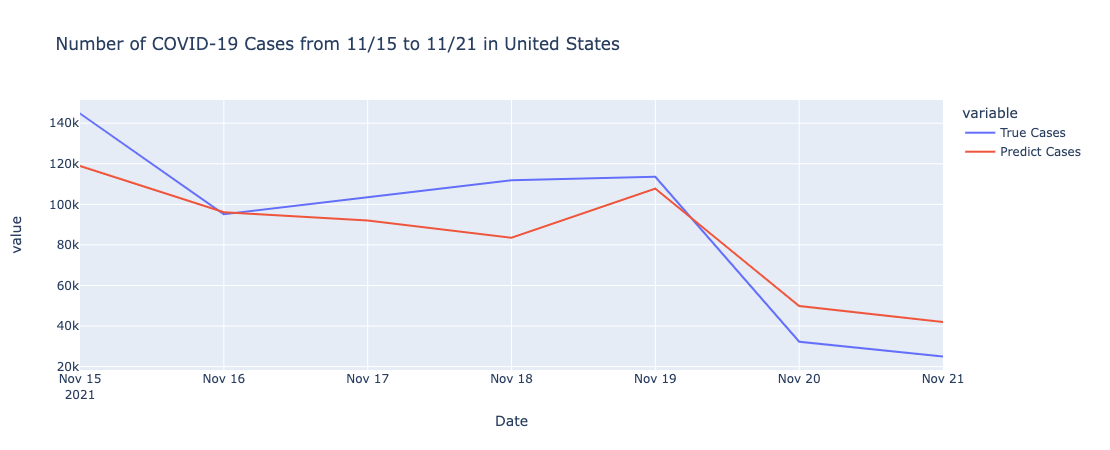 Number of COVID-19 Cases from 11/15 to 11/21 in United States
variable
True Cases
Predict Cases
value
140k
120k
100k
80k
60k
40k
20k
Nov 15 Nov 16 Nov 17 Nov 18 Nov 19 Nov 20 Nov 21
2021
Date